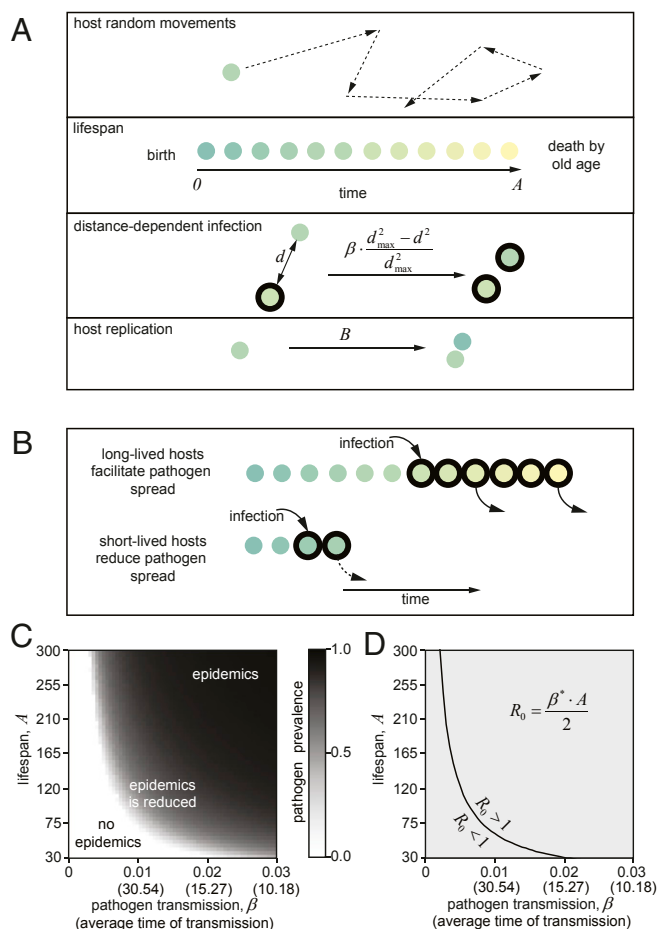 A
host random movements
lifespan
birth
death by
old age
0
A
time
distance-dependent infection
d
β · (d²max − d²) / d²max
host replication
B
B
long-lived hosts
facilitate pathogen
spread
infection
short-lived hosts
reduce pathogen
spread
infection
time
C
lifespan, A
300
255
210
165
120
75
30
epidemics
epidemics
is reduced
no
epidemics
0
0.01
0.02
0.03
(30.54)
(15.27)
(10.18)
pathogen transmission, β
(average time of transmission)
pathogen prevalence
1.0
0.5
0.0
D
lifespan, A
300
255
210
165
120
75
30
R₀ = β* · A / 2
R₀ > 1
R₀ < 1
0
0.01
0.02
0.03
(30.54)
(15.27)
(10.18)
pathogen transmission, β
(average time of transmission)